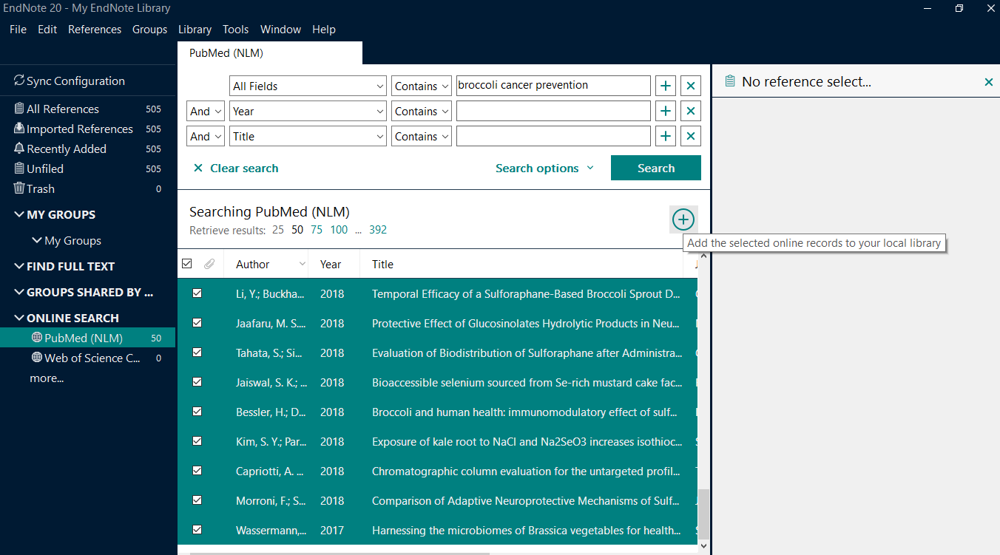 EndNote 20 - My EndNote Library
File Edit References Groups Library Tools Window Help
PubMed (NLM)
Sync Configuration
All References 505
Imported References 505
Recently Added 505
Unfiled 505
Trash 0
MY GROUPS
My Groups
FIND FULL TEXT
GROUPS SHARED BY ...
ONLINE SEARCH
PubMed (NLM) 50
Web of Science C... 0
more...
All Fields Contains broccoli cancer prevention
And Year Contains
And Title Contains
Clear search Search options Search
Searching PubMed (NLM)
Retrieve results: 25 50 75 100 ... 392
Add the selected online records to your local library
Author Year Title
Li, Y.; Buckha... 2018 Temporal Efficacy of a Sulforaphane-Based Broccoli Sprout D...
Jaafaru, M. S.... 2018 Protective Effect of Glucosinolates Hydrolytic Products in Neu...
Tahata, S.; Si... 2018 Evaluation of Biodistribution of Sulforaphane after Administra...
Jaiswal, S. K.; ... 2018 Bioaccessible selenium sourced from Se-rich mustard cake fac...
Bessler, H.; D... 2018 Broccoli and human health: immunomodulatory effect of sulf...
Kim, S. Y.; Par... 2018 Exposure of kale root to NaCl and Na2SeO3 increases isothioc...
Capriotti, A. ... 2018 Chromatographic column evaluation for the untargeted profil...
Morroni, F.; S... 2018 Comparison of Adaptive Neuroprotective Mechanisms of Sulf...
Wassermann,... 2017 Harnessing the microbiomes of Brassica vegetables for health...
No reference select...